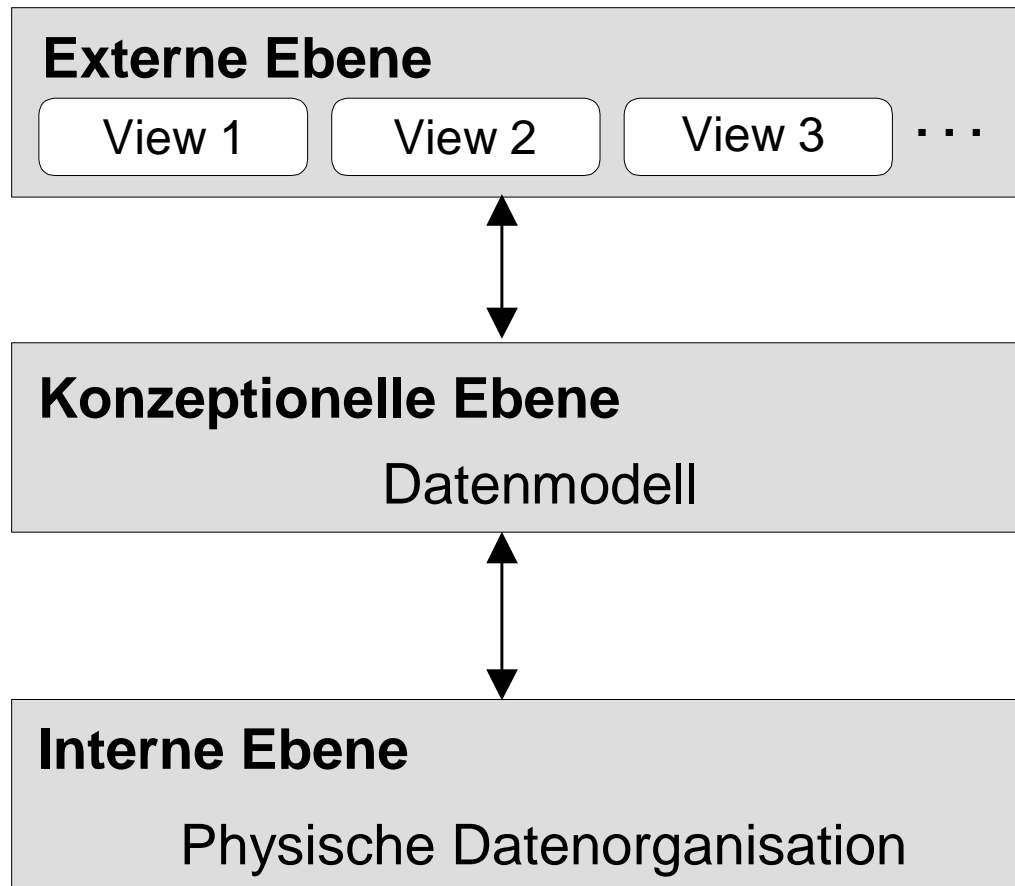 Externe Ebene
View 1 View 2 View 3 . . .
Konzeptionelle Ebene
Datenmodell
Interne Ebene
Physische Datenorganisation